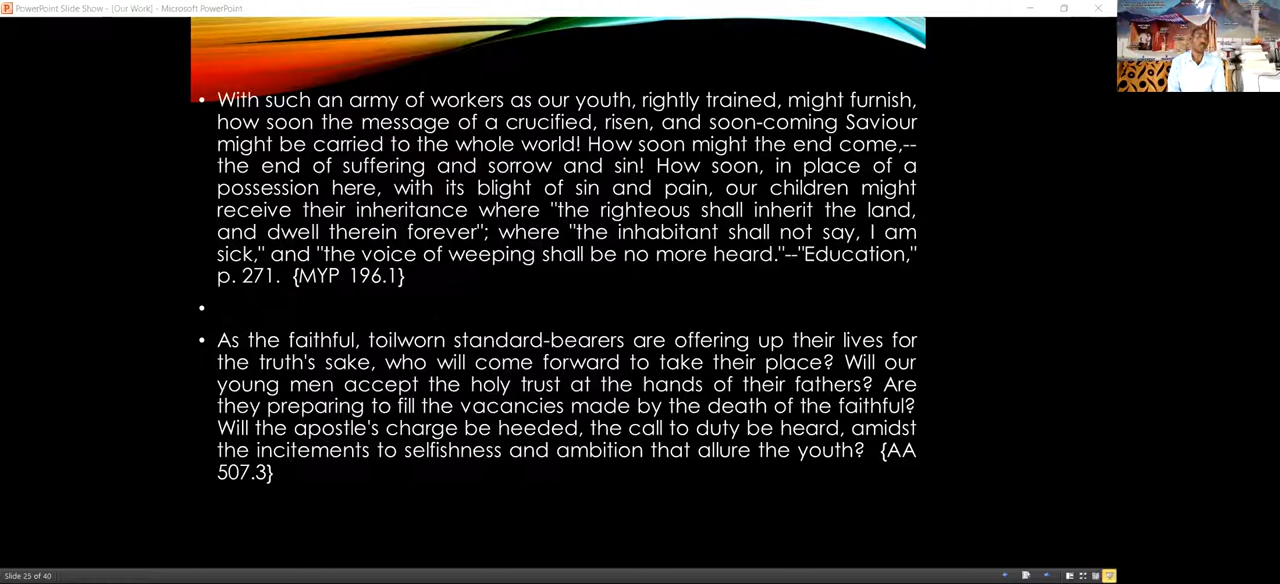 PowerPoint Slide Show - [Our Work] - Microsoft PowerPoint
• With such an army of workers as our youth, rightly trained, might furnish,
how soon the message of a crucified, risen, and soon-coming Saviour
might be carried to the whole world! How soon might the end come,--
the end of suffering and sorrow and sin! How soon, in place of a
possession here, with its blight of sin and pain, our children might
receive their inheritance where "the righteous shall inherit the land,
and dwell therein forever"; where "the inhabitant shall not say, I am
sick," and "the voice of weeping shall be no more heard."--"Education,"
p. 271. {MYP 196.1}
•
• As the faithful, toilworn standard-bearers are offering up their lives for
the truth's sake, who will come forward to take their place? Will our
young men accept the holy trust at the hands of their fathers? Are
they preparing to fill the vacancies made by the death of the faithful?
Will the apostle's charge be heeded, the call to duty be heard, amidst
the incitements to selfishness and ambition that allure the youth? {AA
507.3}
Slide 25 of 40